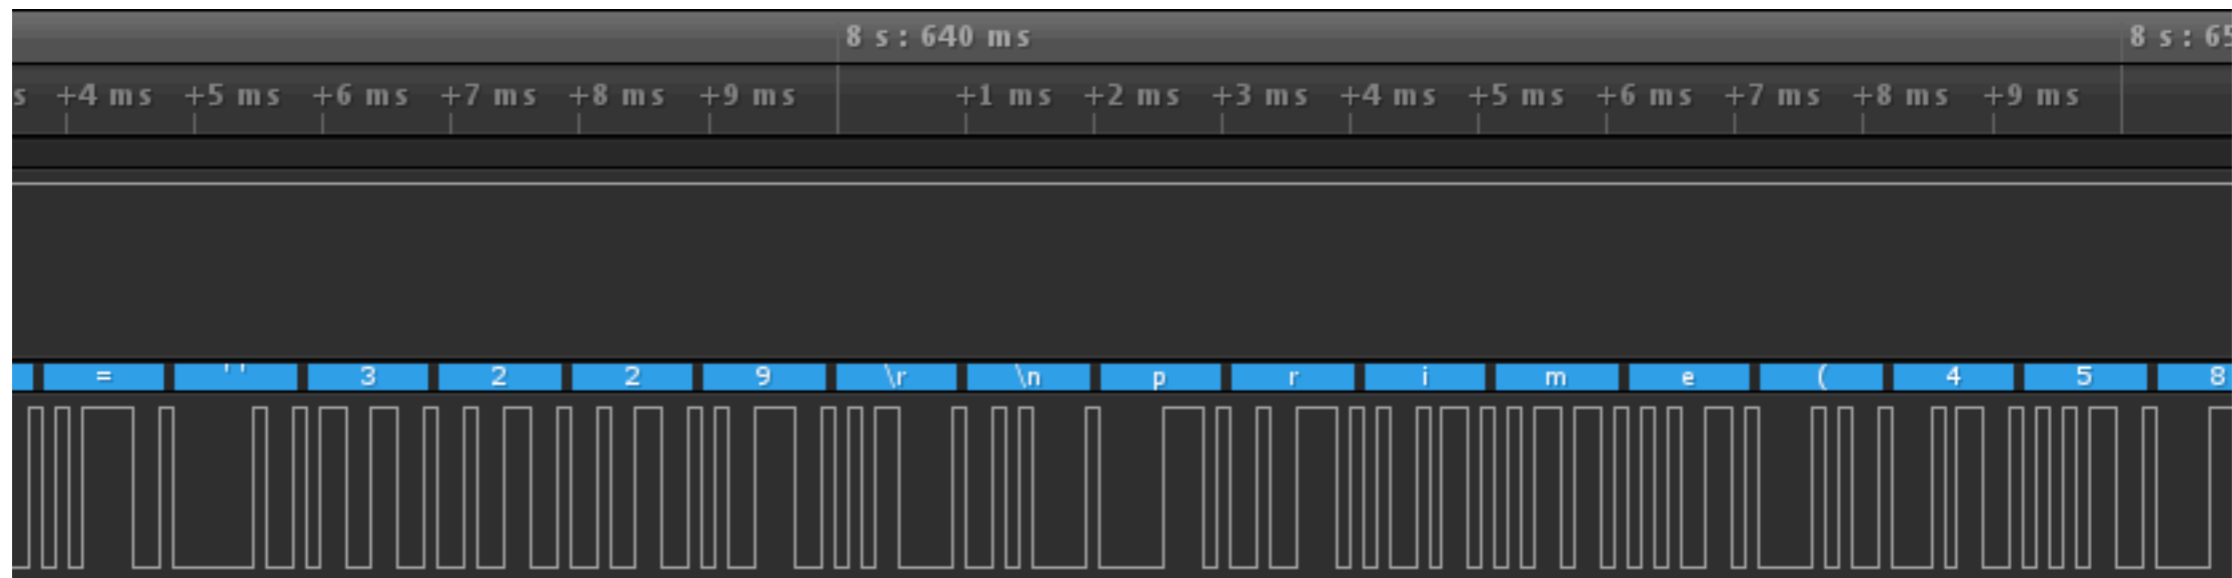 8 s : 640 ms 8 s : 65
s +4 ms +5 ms +6 ms +7 ms +8 ms +9 ms +1 ms +2 ms +3 ms +4 ms +5 ms +6 ms +7 ms +8 ms +9 ms
= ' ' 3 2 2 9 \r \n p r i m e ( 4 5 8